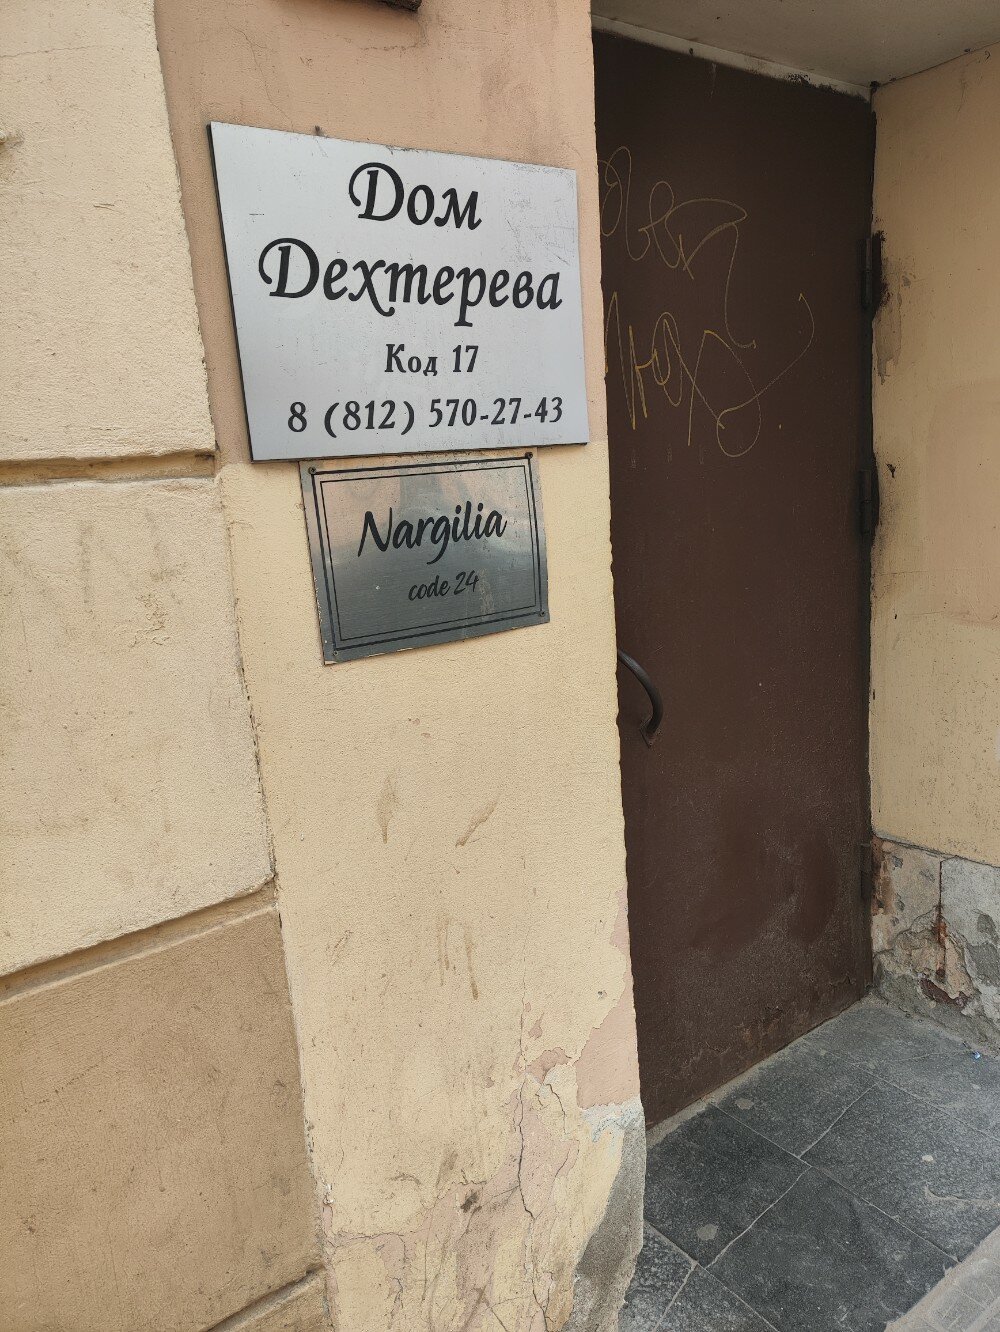 Дом
Дехтерева
Код 17
8 (812) 570-27-43
Nargilia
code 24